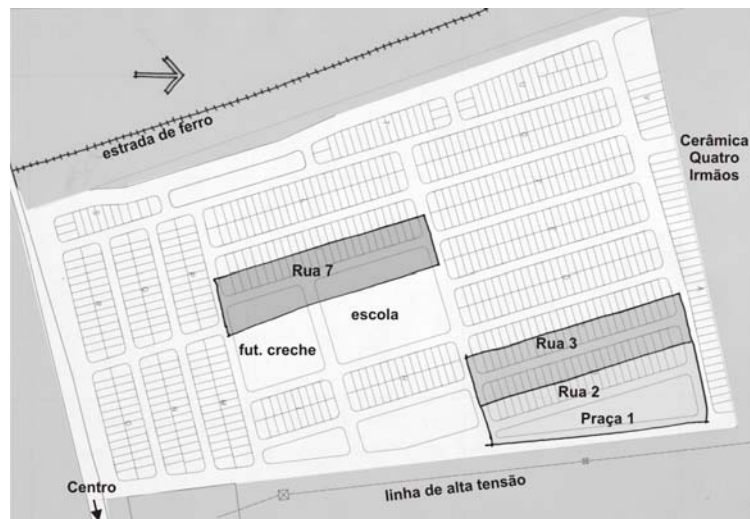 estrada de ferro
Cerâmica
Quatro
Irmãos
Rua 7
escola
fut. creche
Rua 3
Rua 2
Praça 1
Centro
linha de alta tensão